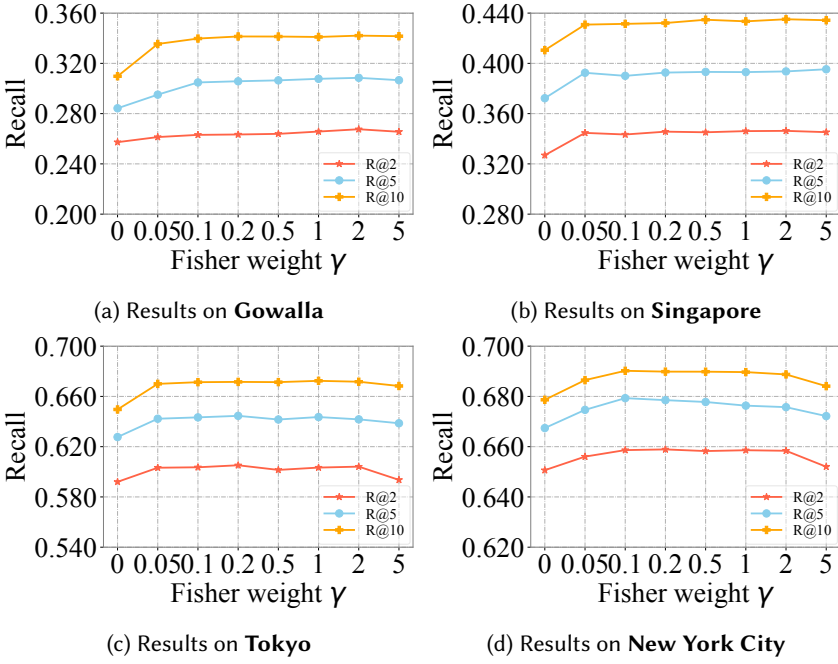 0.360
0.320
0.280
0.240
0.200
Recall
R@2
R@5
R@10
0 0.05 0.1 0.2 0.5 1 2 5
Fisher weight γ
(a) Results on Gowalla
0.440
0.400
0.360
0.320
0.280
Recall
R@2
R@5
R@10
0 0.05 0.1 0.2 0.5 1 2 5
Fisher weight γ
(b) Results on Singapore
0.700
0.660
0.620
0.580
0.540
Recall
R@2
R@5
R@10
0 0.05 0.1 0.2 0.5 1 2 5
Fisher weight γ
(c) Results on Tokyo
0.700
0.680
0.660
0.640
0.620
Recall
R@2
R@5
R@10
0 0.05 0.1 0.2 0.5 1 2 5
Fisher weight γ
(d) Results on New York City